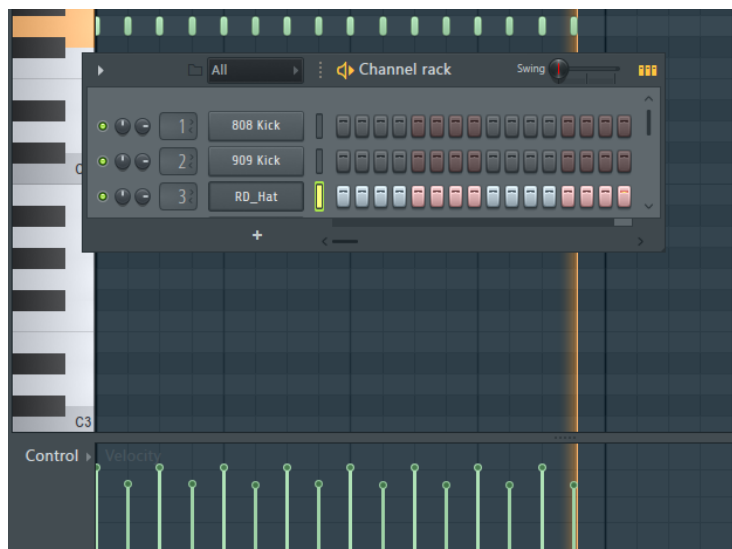 All
Channel rack
Swing
1
808 Kick
2
909 Kick
3
RD_Hat
+
C3
Control
Velocity